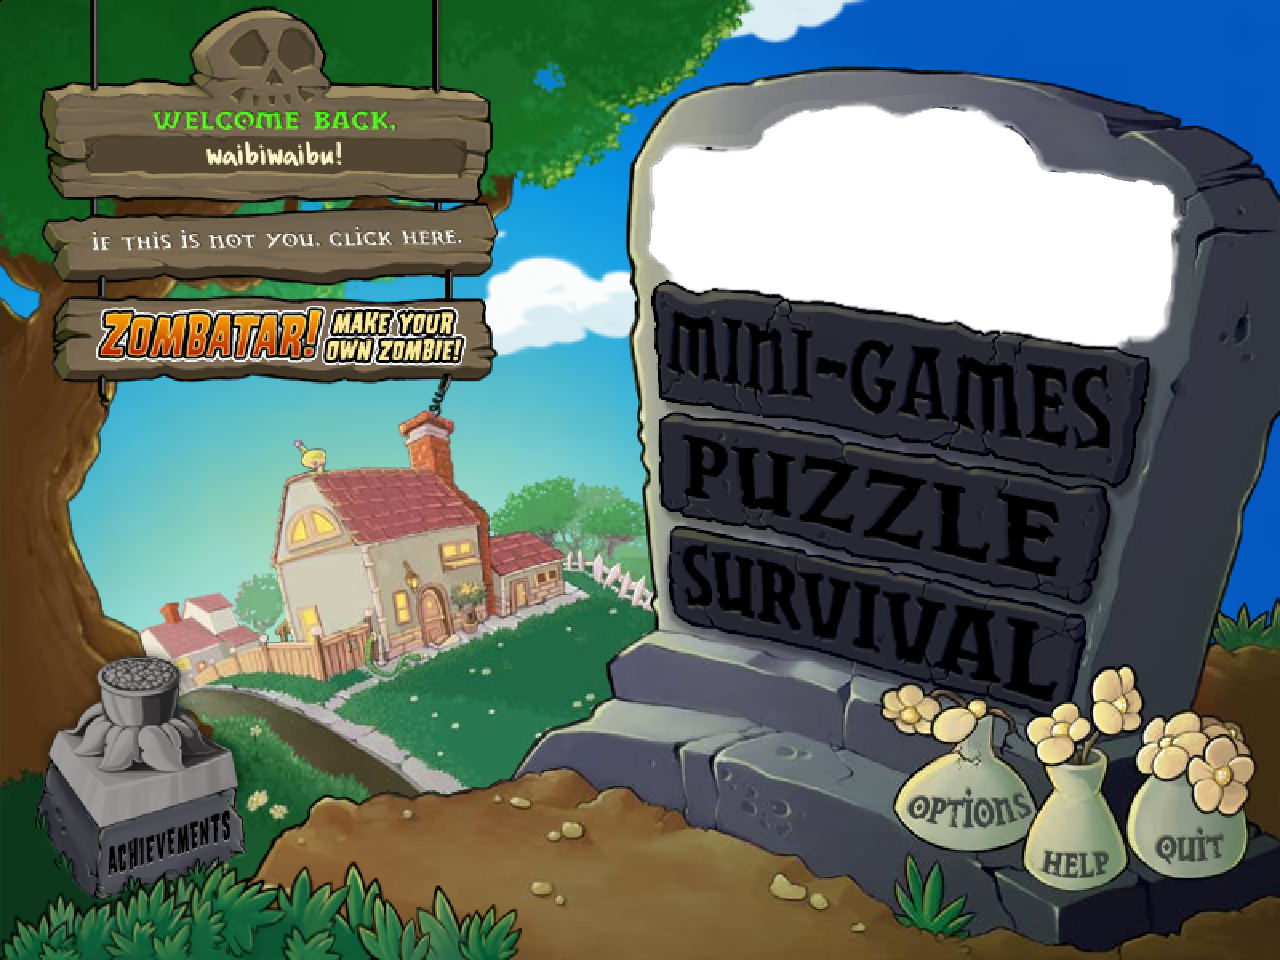 WELCOME BACK,
waibiwaibu!
IF THIS IS NOT YOU, CLICK HERE.
ZOMBATAR! MAKE YOUR
OWN ZOMBIE!
MINI-GAMES
PUZZLE
SURVIVAL
OPTIONS
HELP
QUIT
ACHIEVEMENTS